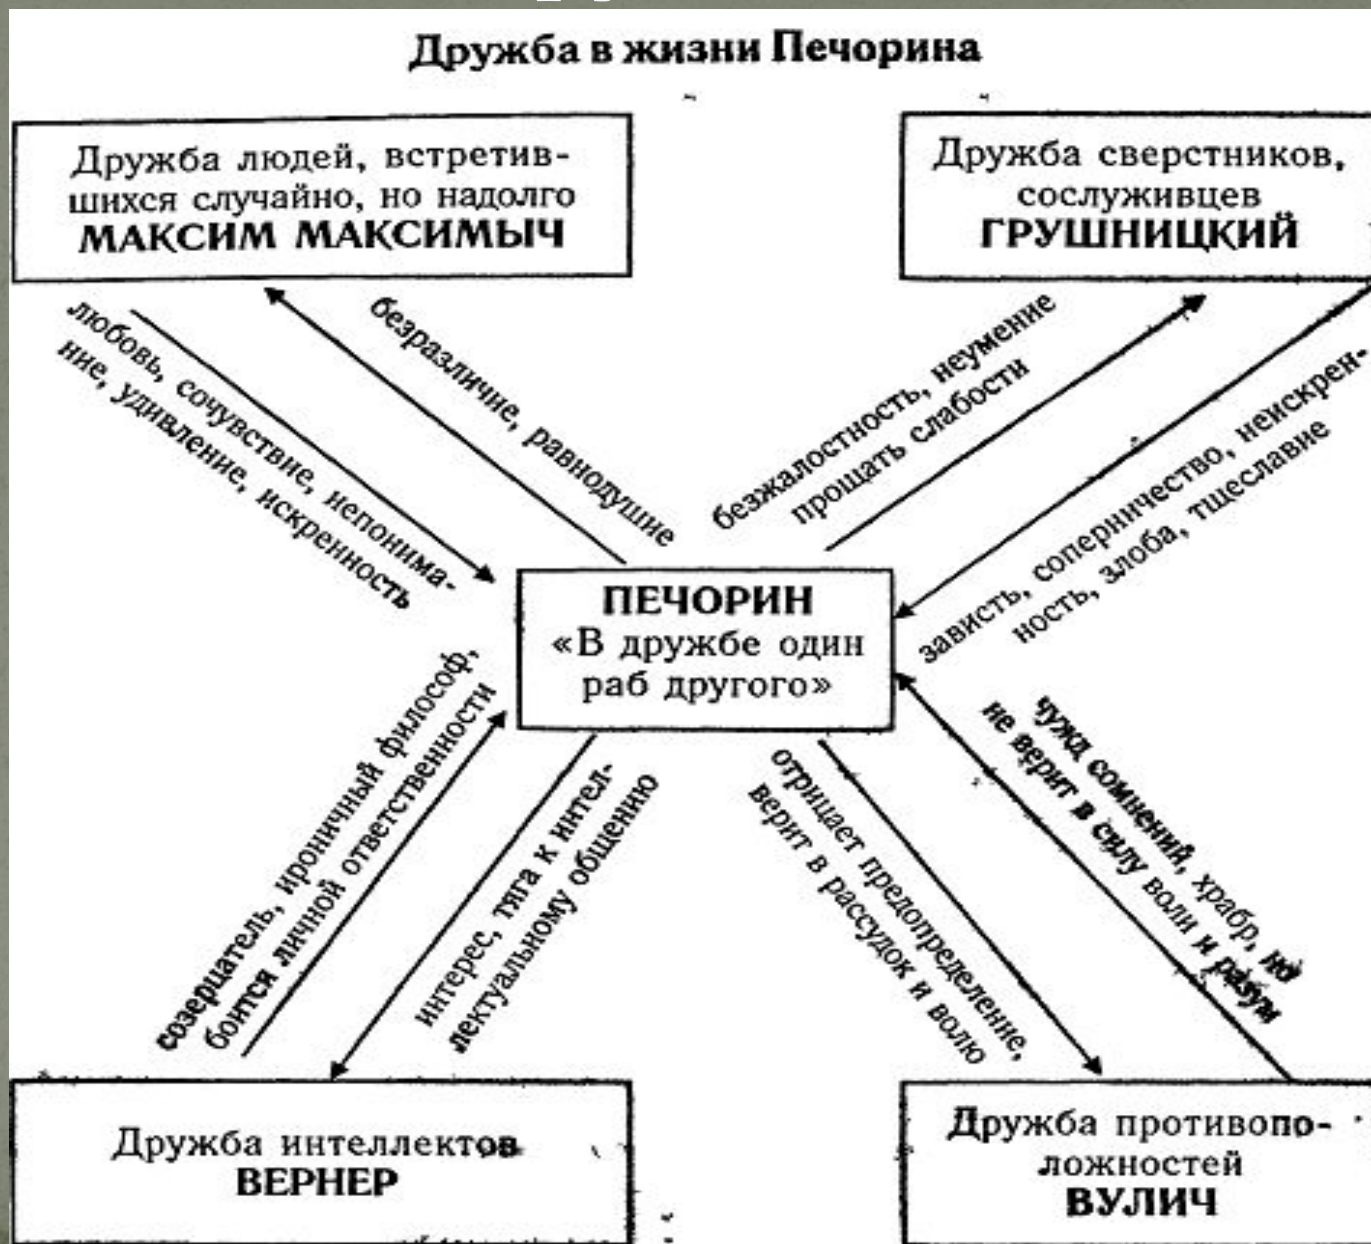 Дружба в жизни Печорина
Дружба людей, встретив-
шихся случайно, но надолго
МАКСИМ МАКСИМЫЧ
Дружба сверстников,
сослуживцев
ГРУШНИЦКИЙ
любовь, сочувствие, непонима-
ние, удивление, искренность
безразличие, равнодушие
безжалостность, неумение
прощать слабости
зависть, соперничество, неискрен-
ность, злоба, тщеславие
ПЕЧОРИН
«В дружбе один
раб другого»
созерцатель, ироничный философ,
боится личной ответственности
интерес, тяга к интел-
лектуальному общению
отрицает предопределение,
верит в рассудок и волю
чужд сомнений, храбр, но
не верит в силу воли и разум
Дружба интеллектов
ВЕРНЕР
Дружба противопо-
ложностей
ВУЛИЧ